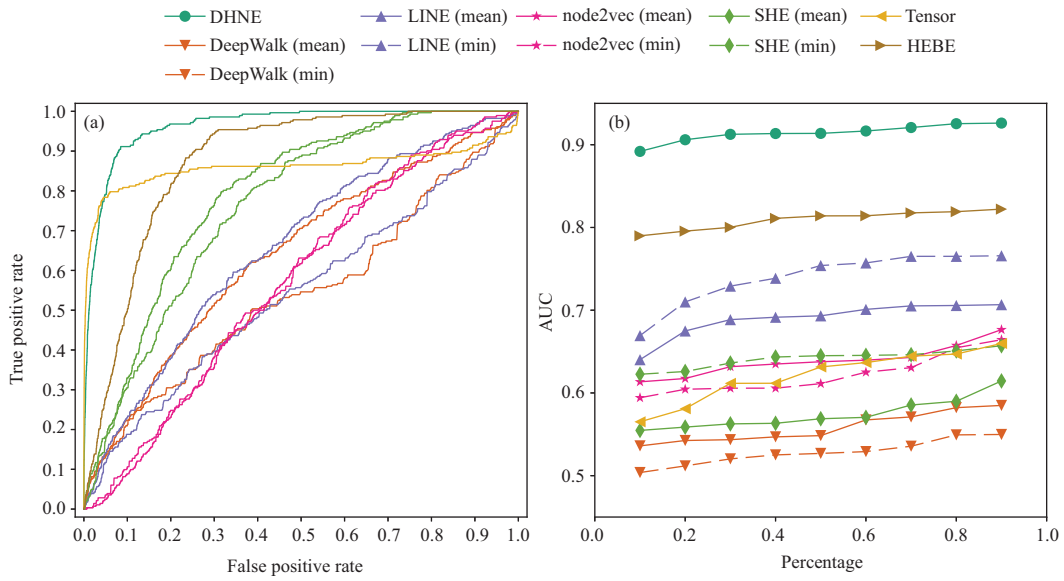 DHNE LINE (mean) node2vec (mean) SHE (mean) Tensor
DeepWalk (mean) LINE (min) node2vec (min) SHE (min) HEBE
DeepWalk (min)
(a)
1.0
0.9
0.8
0.7
0.6
0.5
0.4
0.3
0.2
0.1
0.0
True positive rate
0.0 0.1 0.2 0.3 0.4 0.5 0.6 0.7 0.8 0.9 1.0
False positive rate
(b)
0.9
0.8
0.7
0.6
0.5
AUC
0.0 0.2 0.4 0.6 0.8 1.0
Percentage